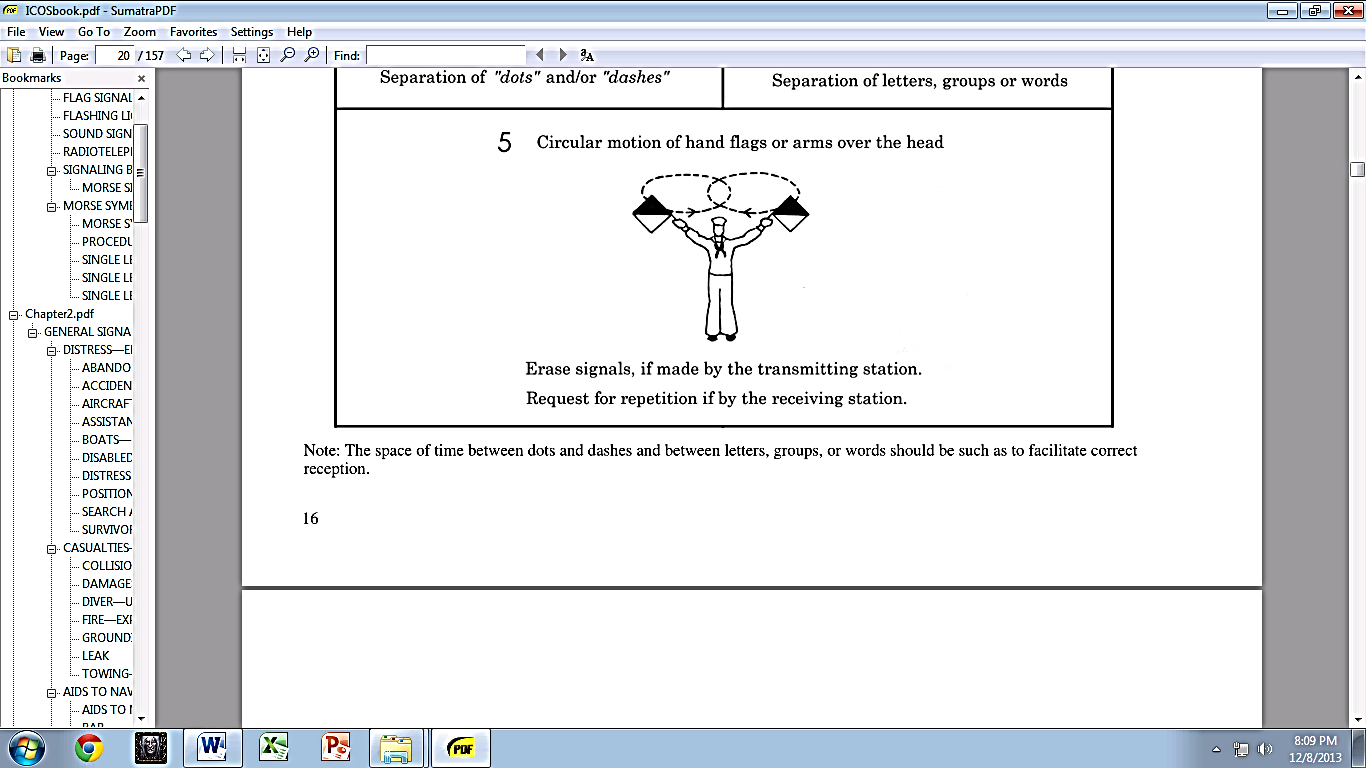 ICOSbook.pdf - SumatraPDF
File View Go To Zoom Favorites Settings Help
Page: 20 / 157 Find:
Bookmarks
FLAG SIGNAL
FLASHING LI
SOUND SIGN
RADIOTELEP
SIGNALING B
MORSE SI
MORSE SYME
MORSE S
PROCEDU
SINGLE LE
SINGLE LE
SINGLE LE
Chapter2.pdf
GENERAL SIGNA
DISTRESS—E
ABANDO
ACCIDEN
AIRCRAF
ASSISTAN
BOATS—
DISABLED
DISTRESS
POSITION
SEARCH A
SURVIVOR
CASUALTIES-
COLLISIO
DAMAGE
DIVER—U
FIRE—EX
GROUND
LEAK
TOWING-
AIDS TO NAV
AIDS TO
Separation of "dots" and/or "dashes"
Separation of letters, groups or words
5 Circular motion of hand flags or arms over the head
Erase signals, if made by the transmitting station.
Request for repetition if by the receiving station.
Note: The space of time between dots and dashes and between letters, groups, or words should be such as to facilitate correct
reception.
16
PDF
8:09 PM
12/8/2013